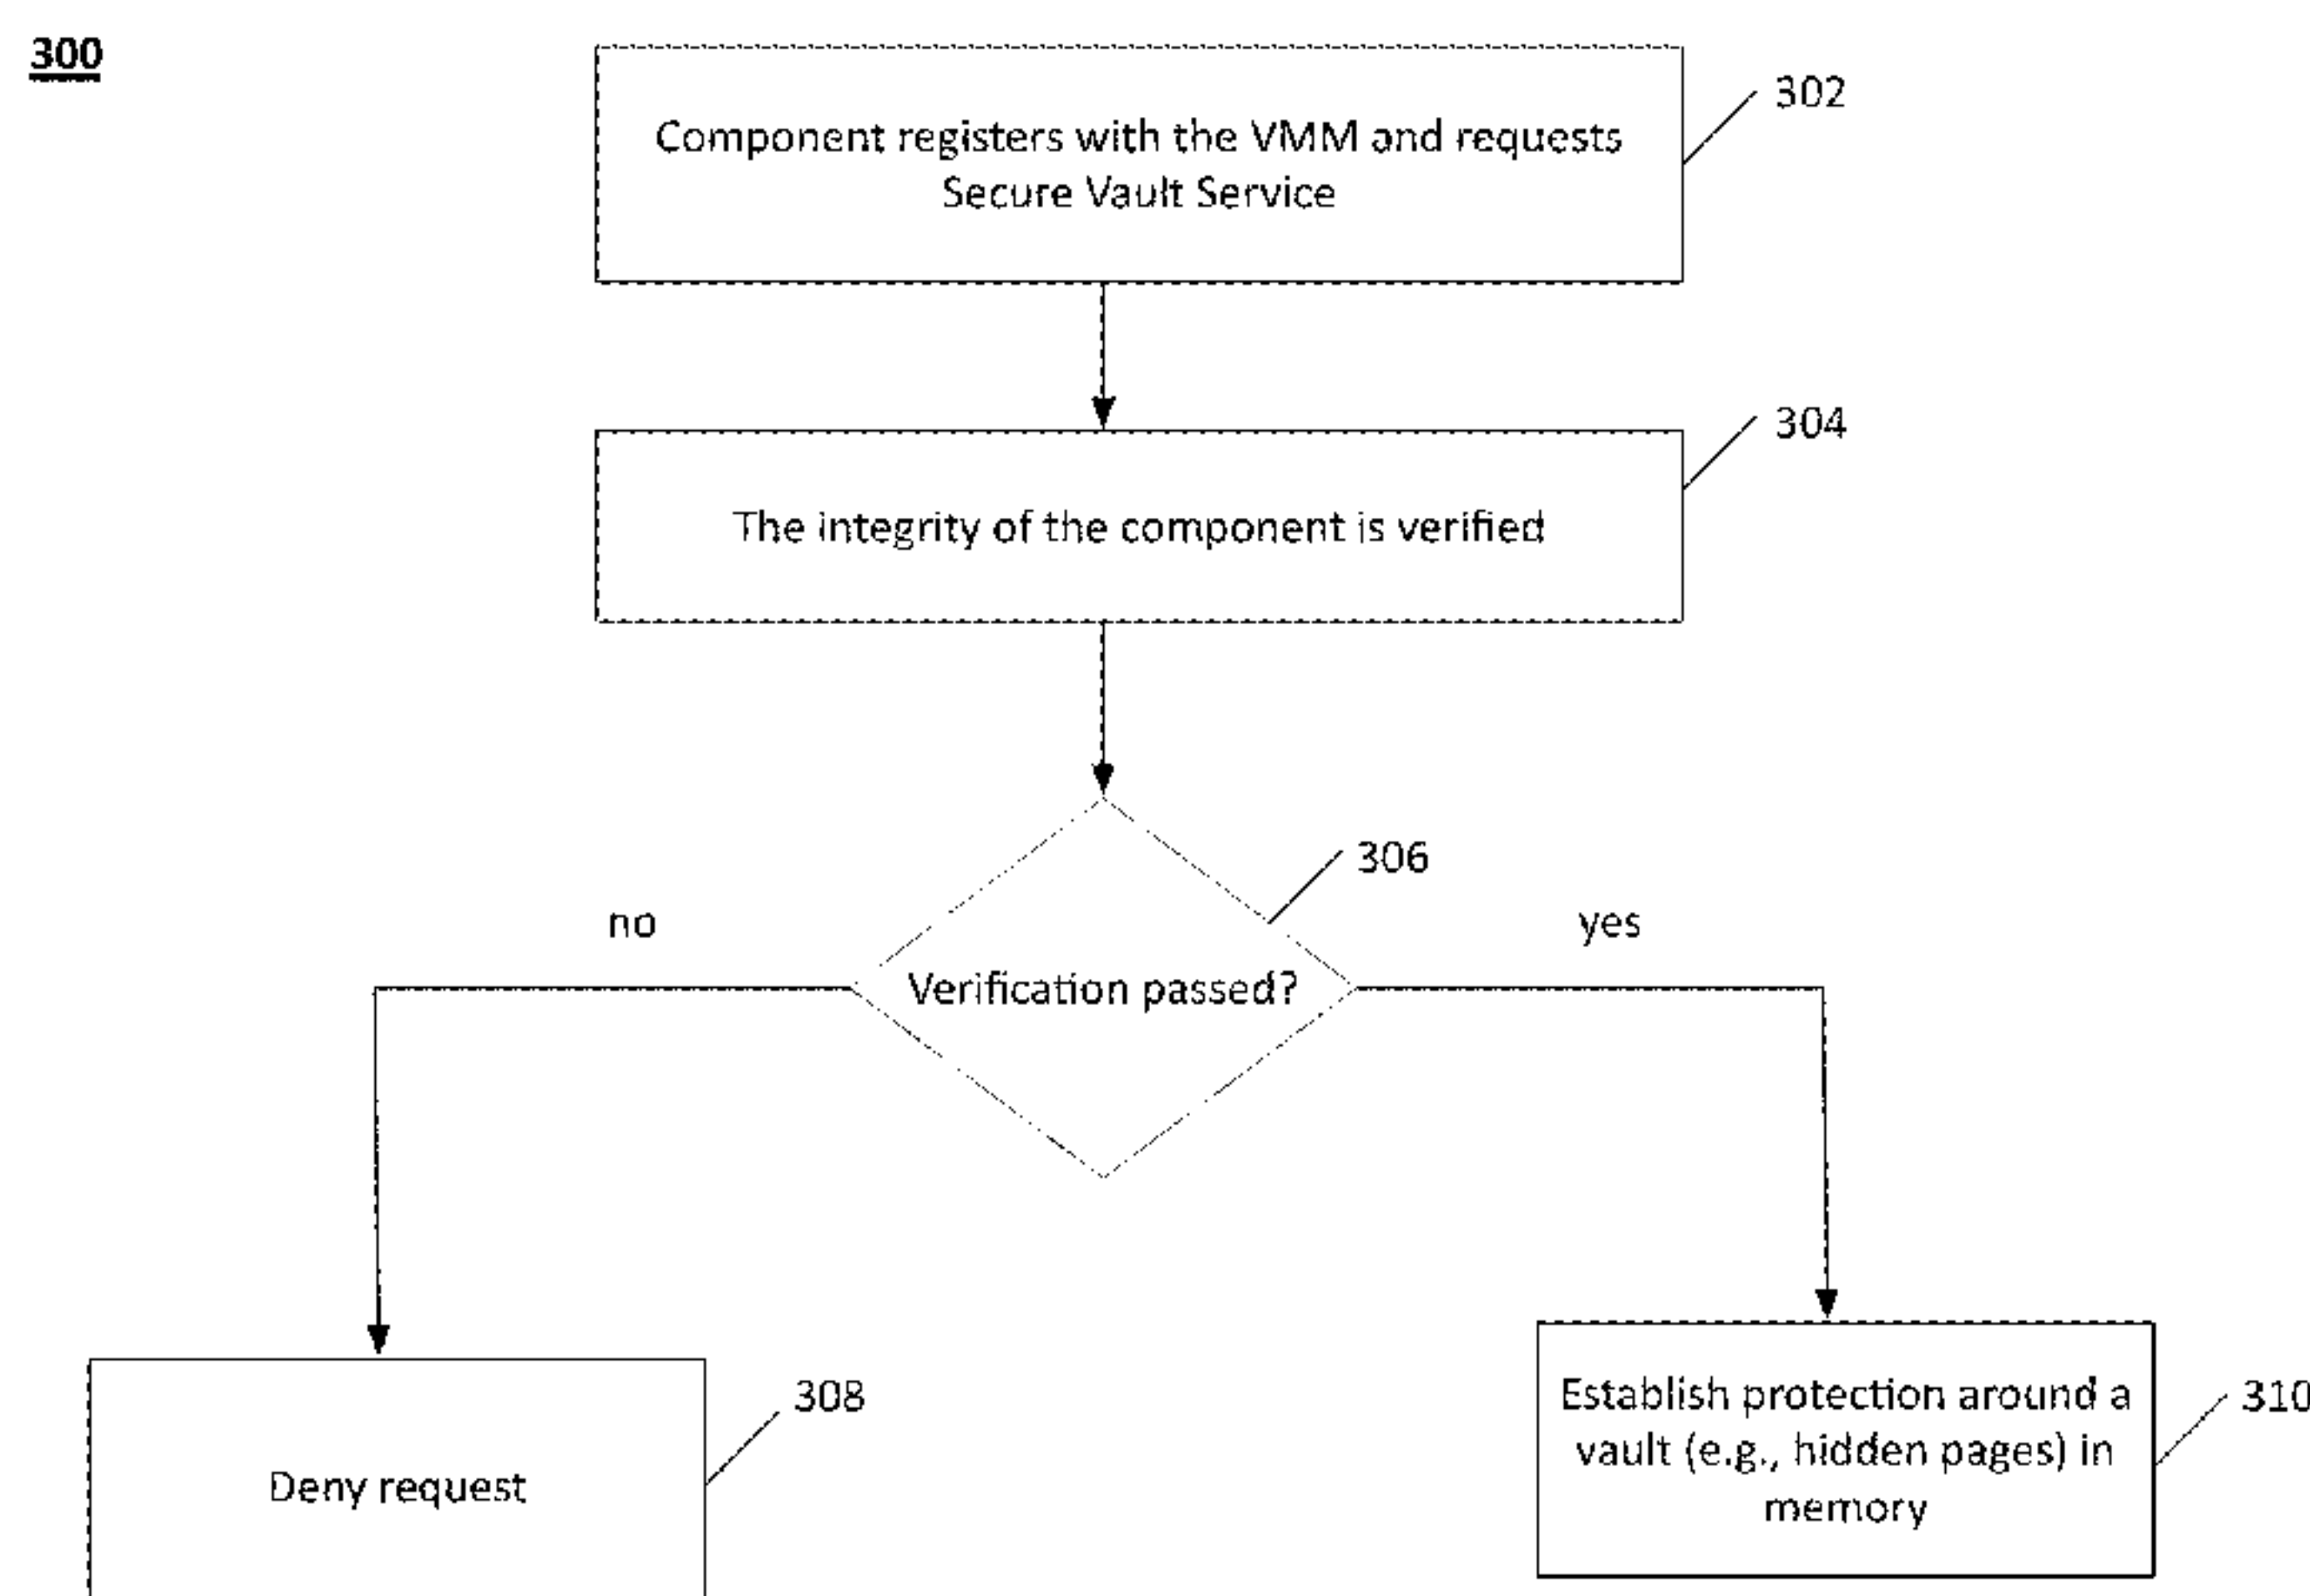 300
302
Component registers with the VMM and requests
Secure Vault Service
304
The integrity of the component is verified
306
no
yes
Verification passed?
308
Deny request
310
Establish protection around a
vault (e.g., hidden pages) in
memory